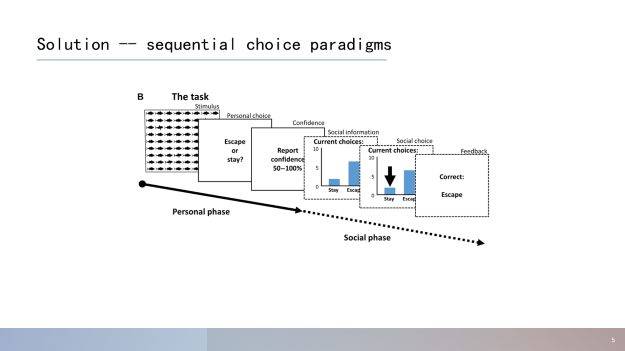 Solution —— sequential choice paradigms
B The task
Stimulus
Personal choice
Escape
or
stay?
Confidence
Report
confidence
50–100%
Social information
Current choices:
10
5
0
Stay
Social choice
Current choices:
10
5
0
Stay
Feedback
Correct:
Escape
Personal phase
Social phase
5